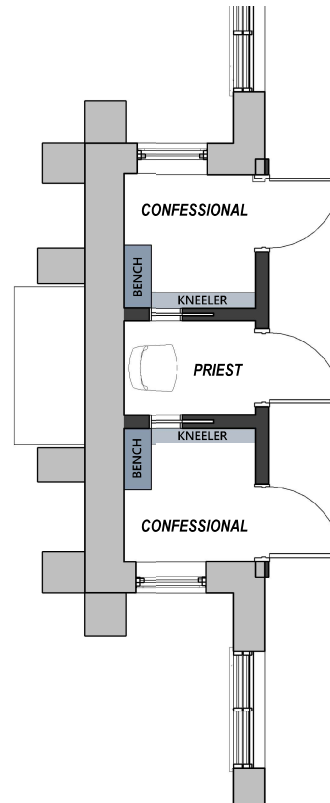 CONFESSIONAL
BENCH
KNEELER
PRIEST
KNEELER
BENCH
CONFESSIONAL